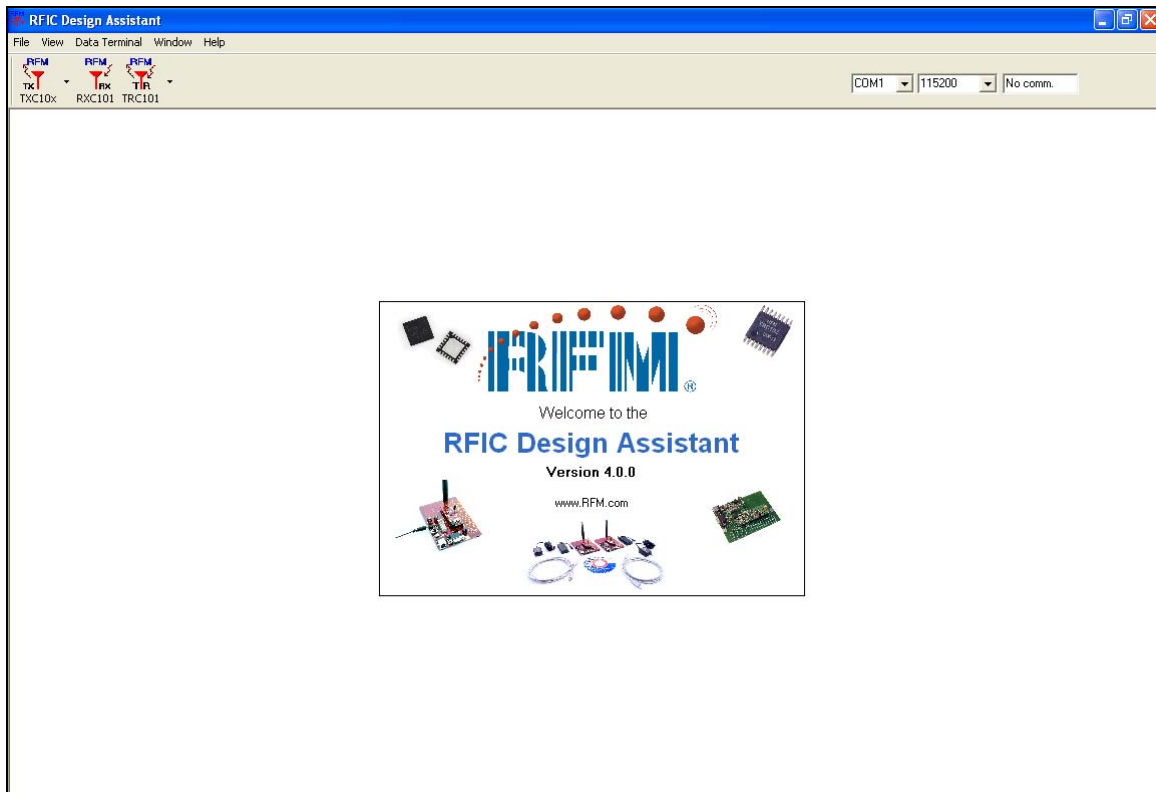 RFIC Design Assistant
File View Data Terminal Window Help
RFM RFM RFM
TX RX T R
TXC10x RXC101 TRC101
COM1 115200 No comm.
RFM ®
Welcome to the
RFIC Design Assistant
Version 4.0.0
www.RFM.com